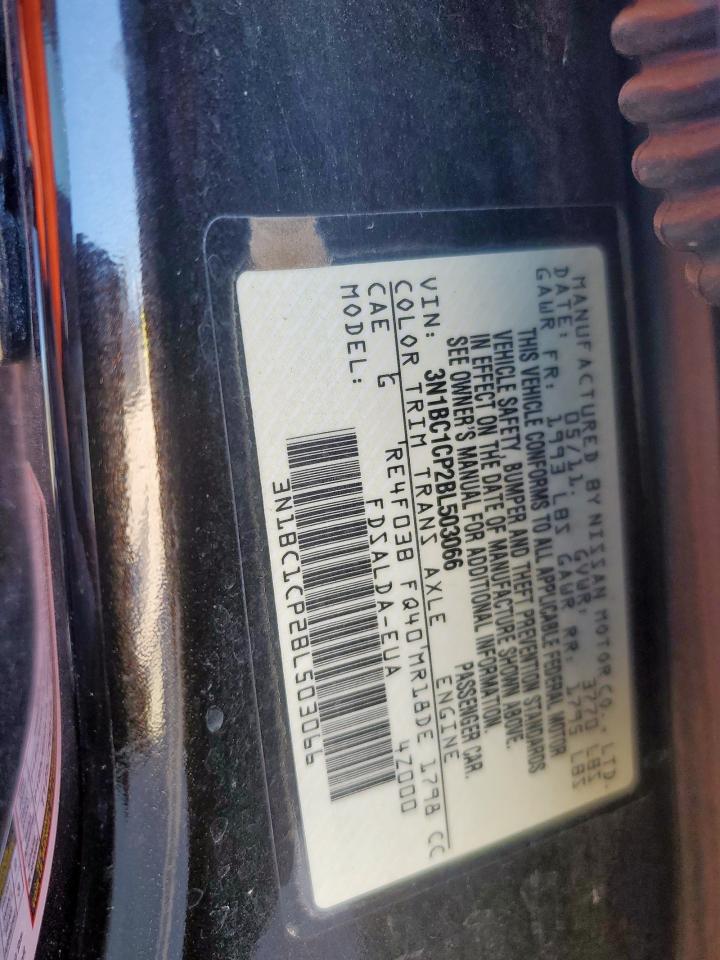 MANUFACTURED BY NISSAN MOTOR CO., LTD.
DATE: 05/11. GVWR, 3770 LBS
GAWR FR: 1993 LBS GAWR RR: 1795 LBS
THIS VEHICLE CONFORMS TO ALL APPLICABLE FEDERAL MOTOR
VEHICLE SAFETY, BUMPER AND THEFT PREVENTION STANDARDS
IN EFFECT ON THE DATE OF MANUFACTURE SHOWN ABOVE.
SEE OWNER'S MANUAL FOR ADDITIONAL INFORMATION.
VIN: 3N1BC1CP2BL503066 PASSENGER CAR.
COLOR TRIM TRANS AXLE ENGINE
CAE G 'RE4F03B FQ40'MR18DE 1798 CC
MODEL: FDSALDA-EUA 4Z000
3N1BC1CP2BL503066